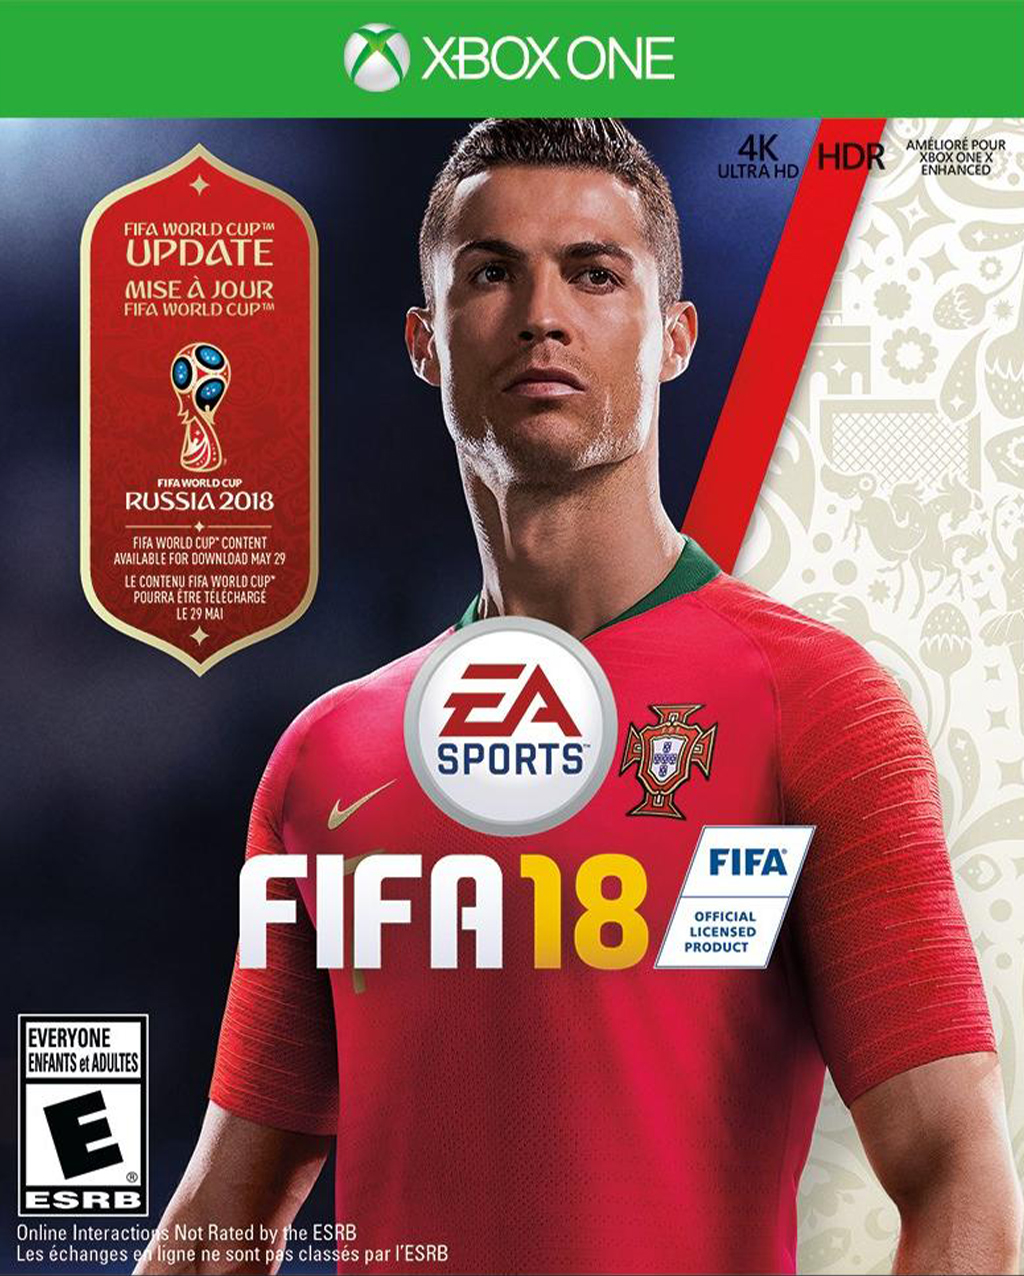 XBOX ONE
4K
ULTRA HD
HDR
AMÉLIORÉ POUR
XBOX ONE X
ENHANCED
FIFA WORLD CUP™
UPDATE
MISE À JOUR
FIFA WORLD CUP™
FIFA WORLD CUP
RUSSIA 2018
FIFA WORLD CUP™ CONTENT
AVAILABLE FOR DOWNLOAD MAY 29
LE CONTENU FIFA WORLD CUP™
POURRA ÊTRE TÉLÉCHARGÉ
LE 29 MAI
EA
SPORTS™
FIFA 18
FIFA®
OFFICIAL
LICENSED
PRODUCT
EVERYONE
ENFANTS et ADULTES
E®
ESRB
Online Interactions Not Rated by the ESRB
Les échanges en ligne ne sont pas classés par l'ESRB